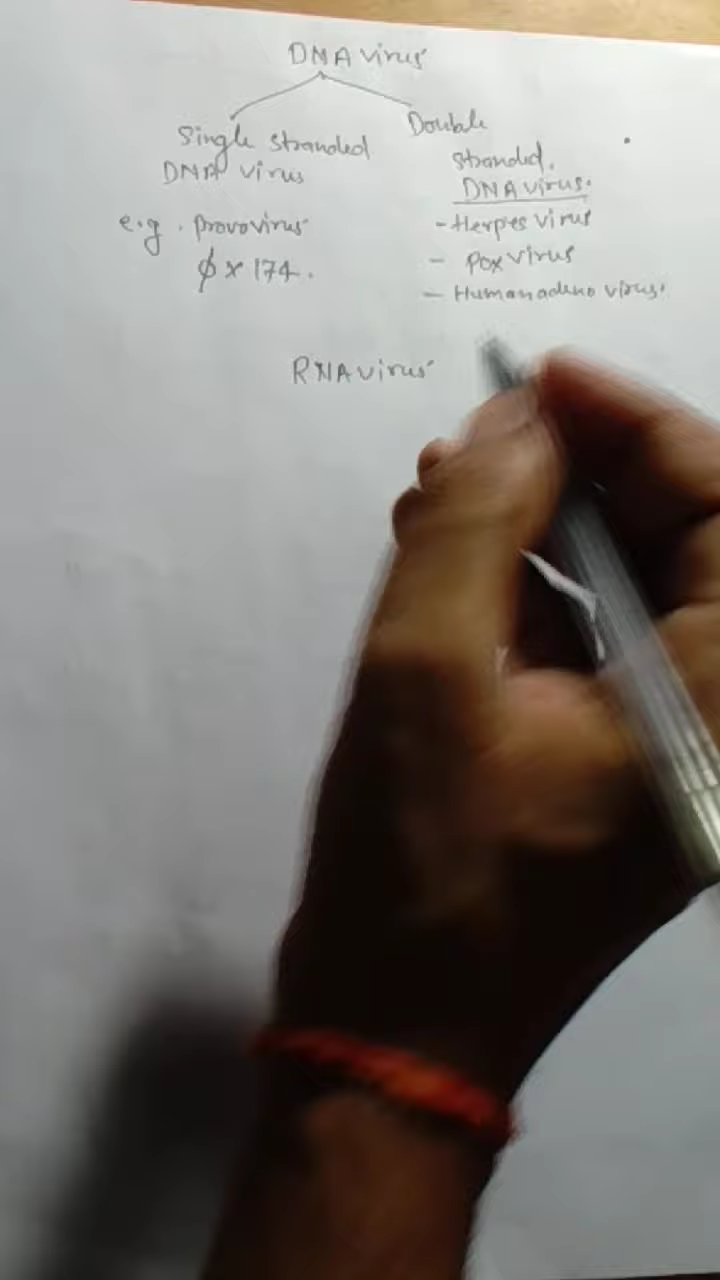 DNA virus
Single stranded
DNA virus
e.g. provovirus
φ x 174.
Double
stranded.
DNA virus.
- Herpes virus
- pox virus
- Human adeno virus.
RNA virus